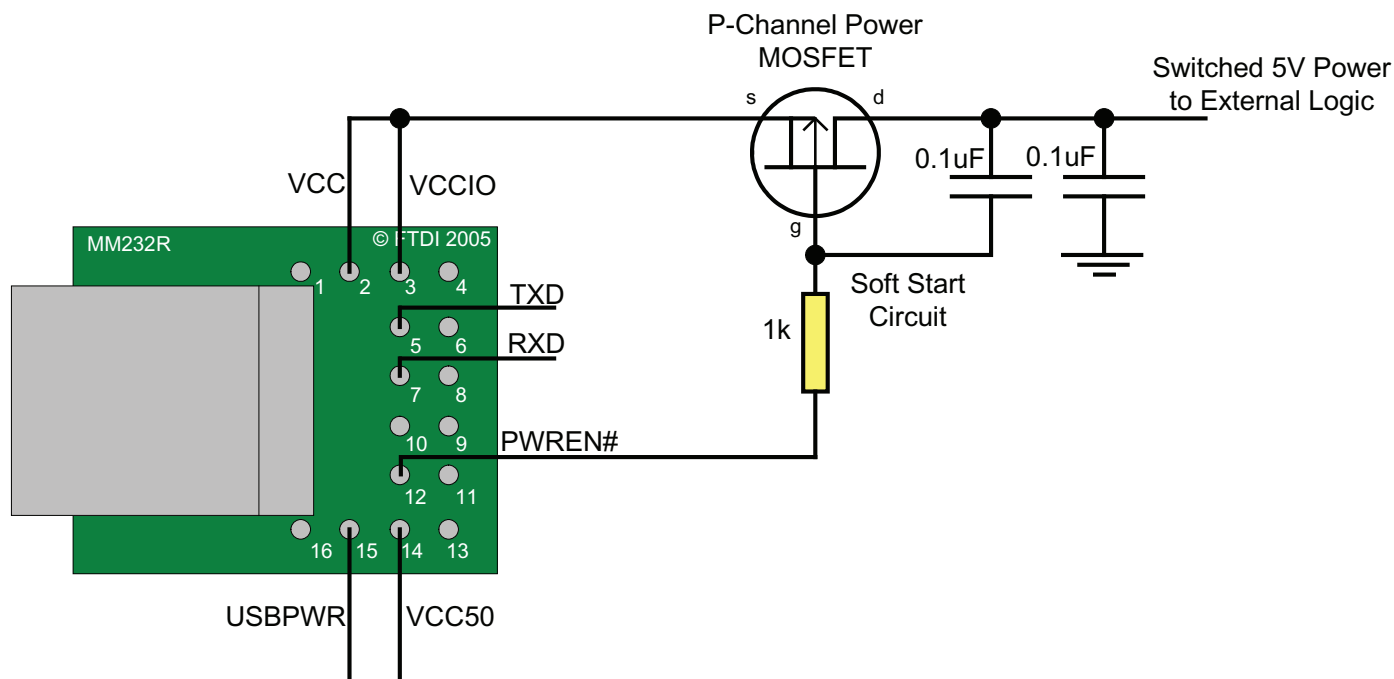 P-Channel Power
MOSFET
Switched 5V Power
to External Logic
s
d
0.1uF
0.1uF
VCC
VCCIO
g
MM232R
© FTDI 2005
1
2
3
4
Soft Start
Circuit
TXD
5
6
1k
RXD
7
8
10
9
PWREN#
12
11
16
15
14
13
USBPWR
VCC50